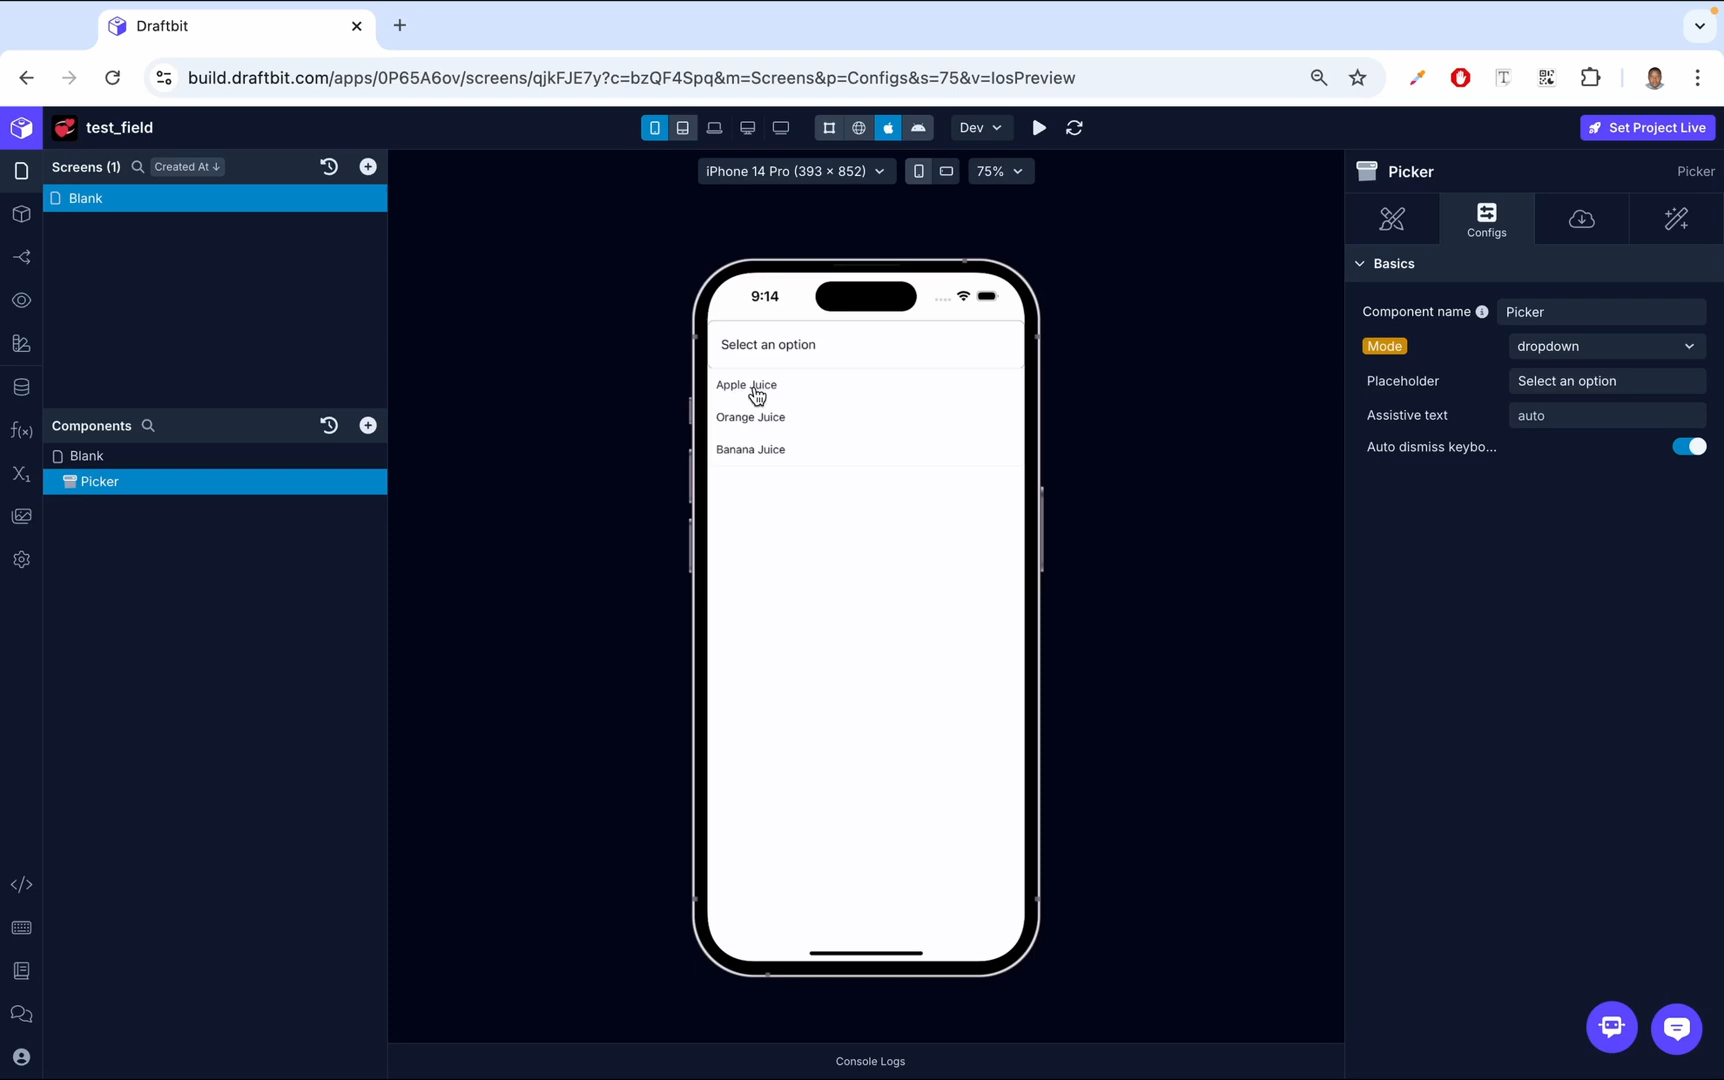 Draftbit
build.draftbit.com/apps/0P65A6ov/screens/qjkFJE7y?c=bzQF4Spq&m=Screens&p=Configs&s=75&v=IosPreview
test_field
Dev
Set Project Live
Screens (1)
Created At ↓
iPhone 14 Pro (393 × 852)
75%
Picker
Picker
Blank
Configs
Basics
9:14
Component name
Picker
Select an option
Mode
dropdown
Placeholder
Select an option
Apple Juice
Orange Juice
Assistive text
auto
Components
Banana Juice
Auto dismiss keybo...
Blank
Picker
f(x)
X1
</>
Console Logs